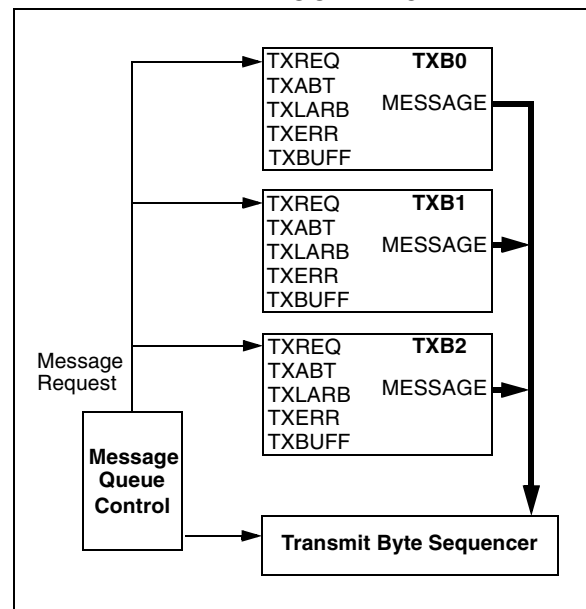 TXREQ TXB0
TXABT
TXLARB MESSAGE
TXERR
TXBUFF
TXREQ TXB1
TXABT
TXLARB MESSAGE
TXERR
TXBUFF
TXREQ TXB2
TXABT
TXLARB MESSAGE
TXERR
TXBUFF
Message
Request
Message
Queue
Control
Transmit Byte Sequencer